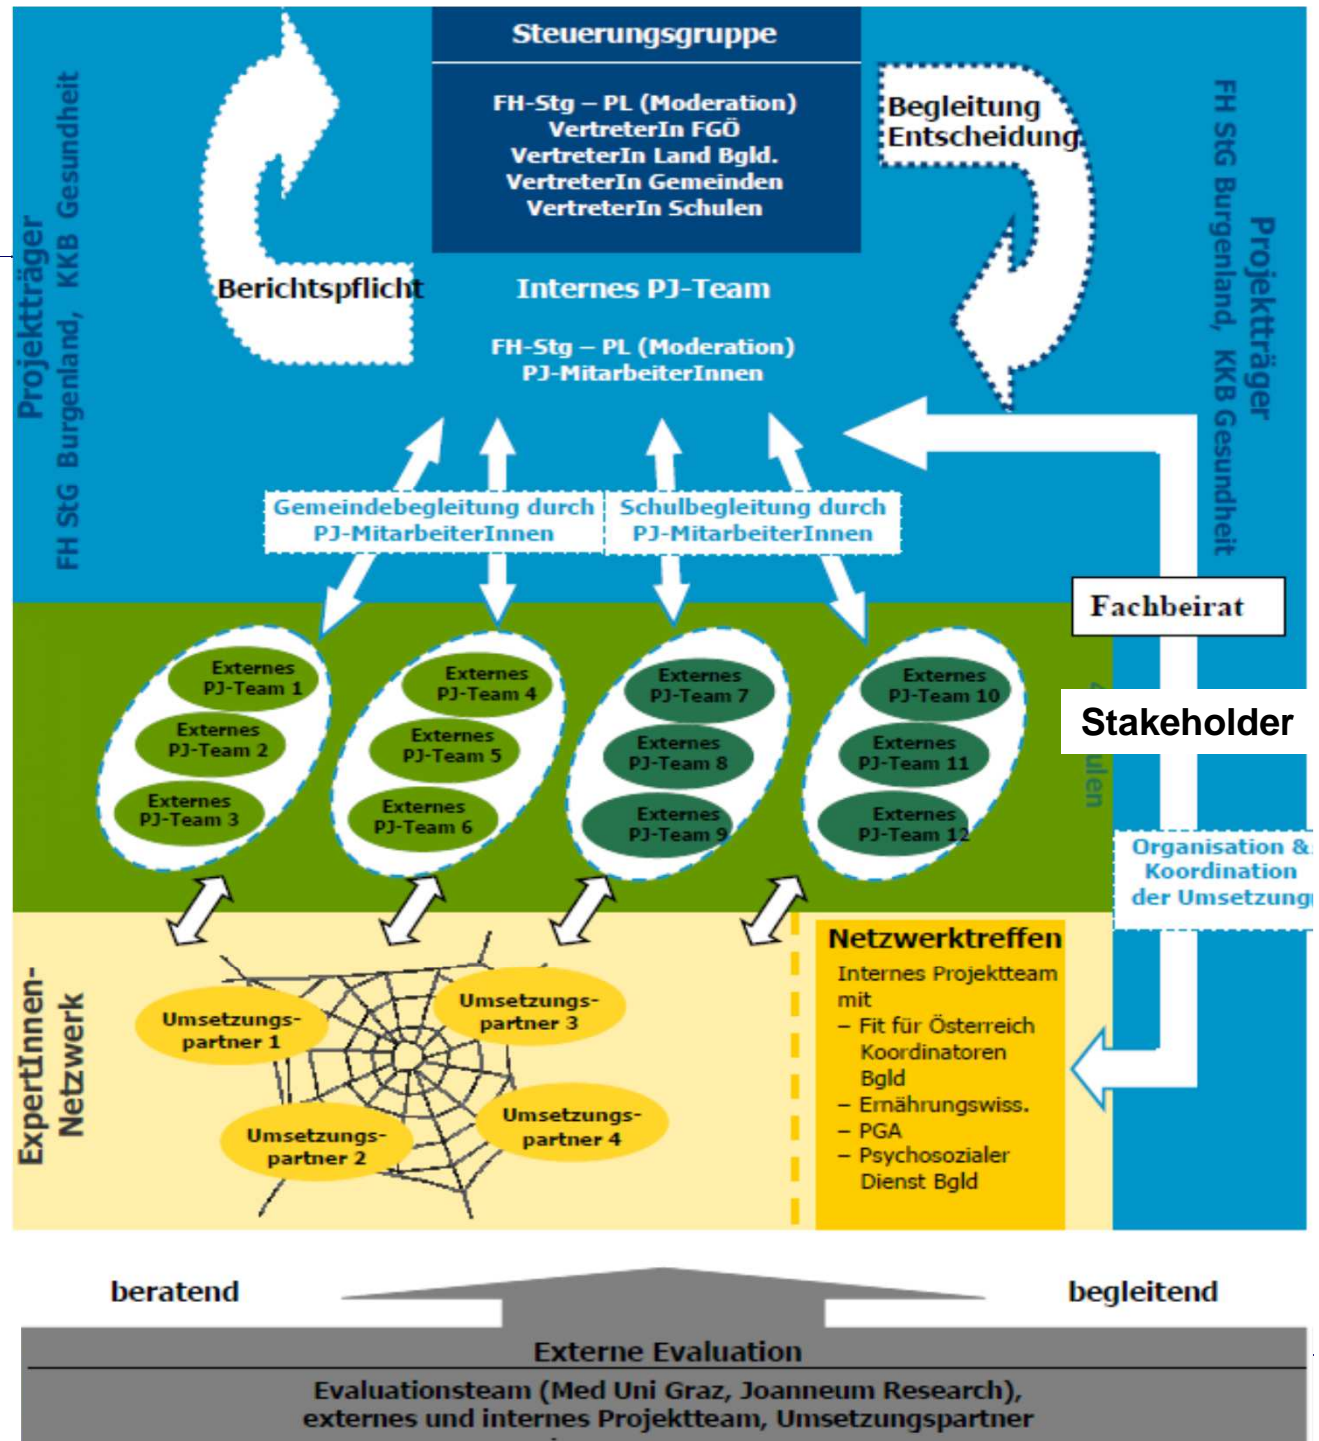 Steuerungsgruppe
FH-Stg – PL (Moderation)
VertreterIn FGÖ
VertreterIn Land Bgld.
VertreterIn Gemeinden
VertreterIn Schulen
Begleitung
Entscheidung
Berichtspflicht
Projektträger
FH StG Burgenland, KKB Gesundheit
Projektträger
FH StG Burgenland, KKB Gesundheit
Internes PJ-Team
FH-Stg – PL (Moderation)
PJ-MitarbeiterInnen
Gemeindebegleitung durch
PJ-MitarbeiterInnen
Schulbegleitung durch
PJ-MitarbeiterInnen
Fachbeirat
Stakeholder
Externes
PJ-Team 1
Externes
PJ-Team 2
Externes
PJ-Team 3
Externes
PJ-Team 4
Externes
PJ-Team 5
Externes
PJ-Team 6
Externes
PJ-Team 7
Externes
PJ-Team 8
Externes
PJ-Team 9
Externes
PJ-Team 10
Externes
PJ-Team 11
Externes
PJ-Team 12
ulen
Organisation &
Koordination
der Umsetzung
ExpertInnen-
Netzwerk
Umsetzungs-
partner 1
Umsetzungs-
partner 2
Umsetzungs-
partner 3
Umsetzungs-
partner 4
Netzwerktreffen
Internes Projektteam
mit
– Fit für Österreich
Koordinatoren
Bgld
– Ernährungswiss.
– PGA
– Psychosozialer
Dienst Bgld
beratend
begleitend
Externe Evaluation
Evaluationsteam (Med Uni Graz, Joanneum Research),
externes und internes Projektteam, Umsetzungspartner